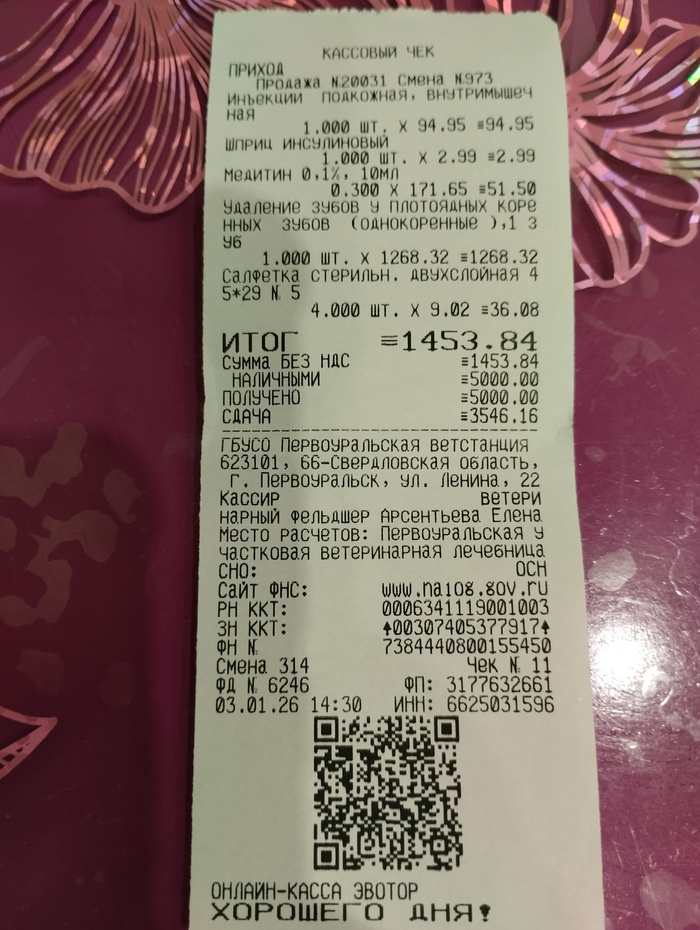 КАССОВЫЙ ЧЕК
ПРИХОД
Продажа №20031 Смена №973
Инъекции подкожная, внутримышеч
ная
1.000 шт. X 94.95 ≡94.95
Шприц инсулиновый
1.000 шт. X 2.99 ≡2.99
Медитин 0,1%, 10мл
0.300 X 171.65 ≡51.50
Удаление зубов у плотоядных коре
нных зубов (однокоренные ),1 з
уб
1.000 шт. X 1268.32 ≡1268.32
Салфетка стерильн. двухслойная 4
5*29 № 5
4.000 шт. X 9.02 ≡36.08
ИТОГ ≡1453.84
Сумма БЕЗ НДС ≡1453.84
НАЛИЧНЫМИ ≡5000.00
ПОЛУЧЕНО ≡5000.00
СДАЧА ≡3546.16
ГБУСО Первоуральская ветстанция
623101, 66-Свердловская область,
г. Первоуральск, ул. Ленина, 22
Кассир ветери
нарный фельдшер Арсентьева Елена
Место расчетов: Первоуральская у
частковая ветеринарная лечебница
СНО: ОСН
Сайт ФНС: www.nalog.gov.ru
РН ККТ: 0006341119001003
ЗН ККТ: 00307405377917
ФН № 7384440800155450
Смена 314 Чек № 11
ФД № 6246 ФП: 3177632661
03.01.26 14:30 ИНН: 6625031596
ОНЛАЙН-КАССА ЭВОТОР
ХОРОШЕГО ДНЯ!